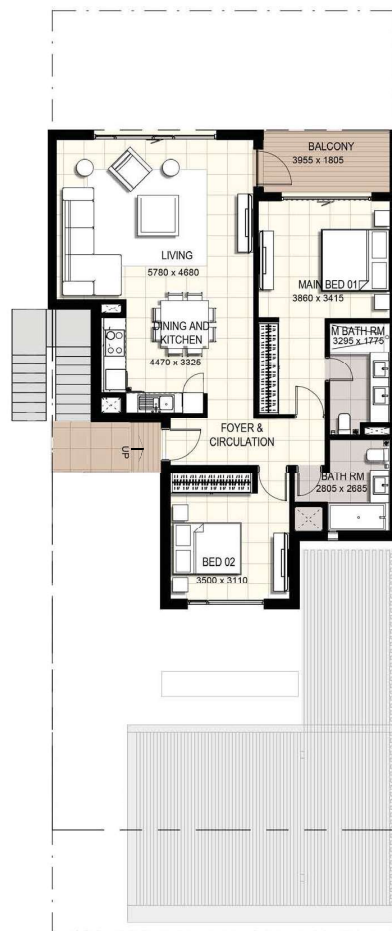 BALCONY
3955 x 1805
LIVING
5780 x 4680
MAIN BED 01
3860 x 3415
DINING AND
KITCHEN
4470 x 3325
M BATH RM
3295 x 1775
FOYER &
CIRCULATION
UP
BATH RM
2805 x 2685
BED 02
3500 x 3110